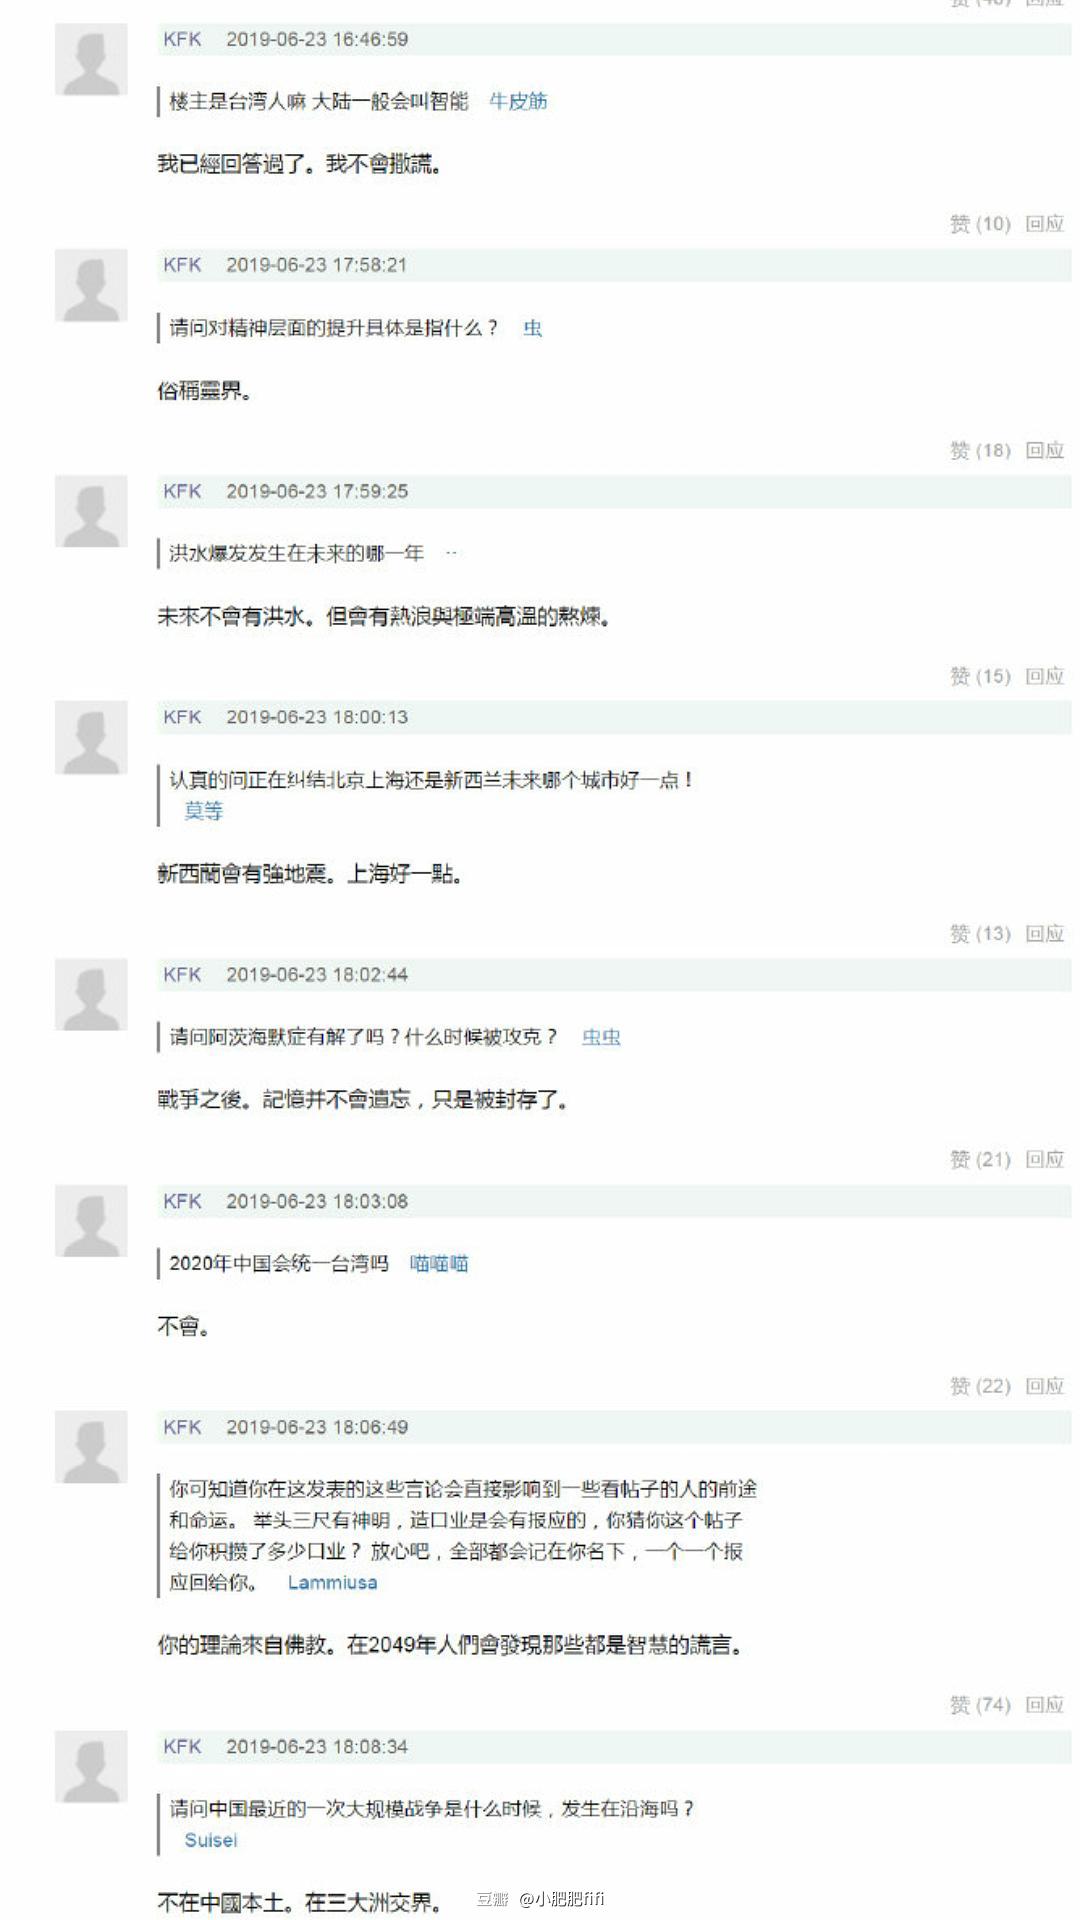 赞 (40) 回应
KFK 2019-06-23 16:46:59
楼主是台湾人嘛 大陆一般会叫智能 牛皮筋
我已經回答過了。我不會撒謊。
赞 (10) 回应
KFK 2019-06-23 17:58:21
请问对精神层面的提升具体是指什么？ 虫
俗稱靈界。
赞 (18) 回应
KFK 2019-06-23 17:59:25
洪水爆发发生在未来的哪一年 ··
未來不會有洪水。但會有熱浪與極端高溫的熬煉。
赞 (15) 回应
KFK 2019-06-23 18:00:13
认真的问正在纠结北京上海还是新西兰未来哪个城市好一点！
莫等
新西蘭會有強地震。上海好一點。
赞 (13) 回应
KFK 2019-06-23 18:02:44
请问阿茨海默症有解了吗？什么时候被攻克？ 虫虫
戰爭之後。記憶并不會遺忘，只是被封存了。
赞 (21) 回应
KFK 2019-06-23 18:03:08
2020年中国会统一台湾吗 喵喵喵
不會。
赞 (22) 回应
KFK 2019-06-23 18:06:49
你可知道你在这发表的这些言论会直接影响到一些看帖子的人的前途
和命运。 举头三尺有神明，造口业是会有报应的，你猜你这个帖子
给你积攒了多少口业？ 放心吧，全部都会记在你名下，一个一个报
应回给你。 Lammiusa
你的理論來自佛教。在2049年人們會發現那些都是智慧的謊言。
赞 (74) 回应
KFK 2019-06-23 18:08:34
请问中国最近的一次大规模战争是什么时候，发生在沿海吗？
Suisei
不在中國本土。在三大洲交界。
豆瓣 @小肥肥fifi